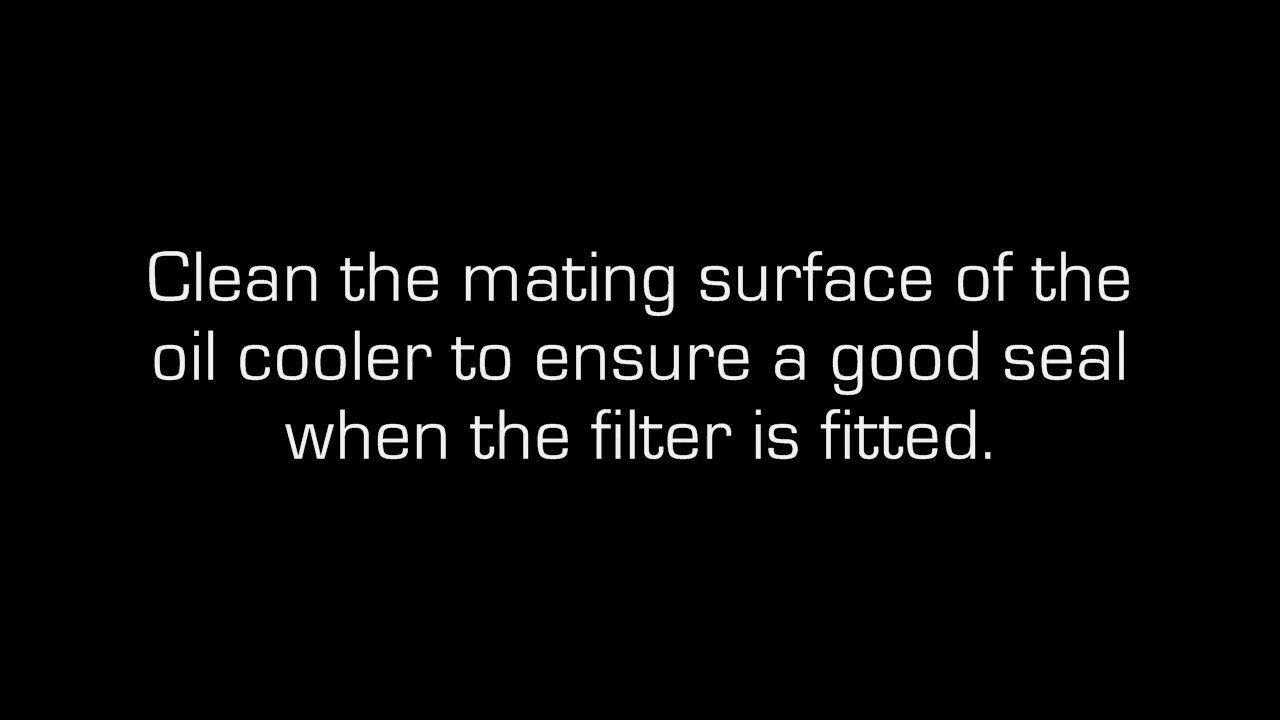 Clean the mating surface of the
oil cooler to ensure a good seal
when the filter is fitted.